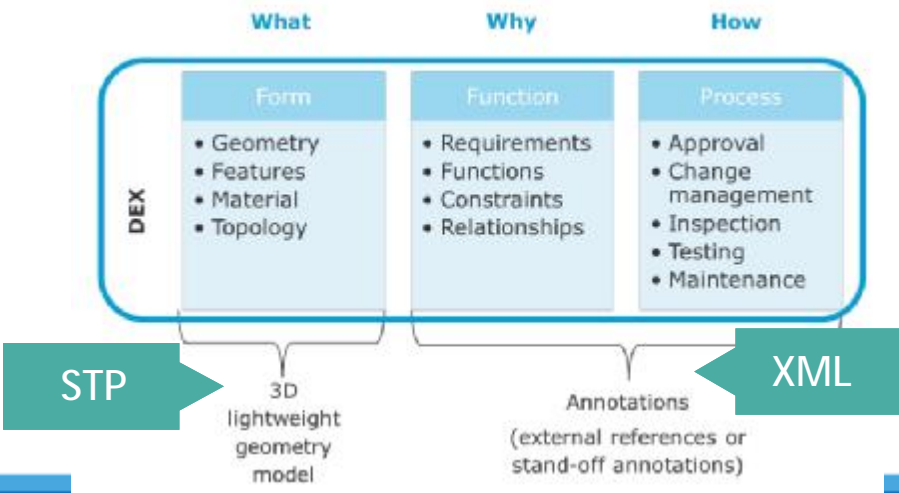 What Why How
DEX
Form
• Geometry
• Features
• Material
• Topology
Function
• Requirements
• Functions
• Constraints
• Relationships
Process
• Approval
• Change
management
• Inspection
• Testing
• Maintenance
STP
3D
lightweight
geometry
model
XML
Annotations
(external references or
stand-off annotations)